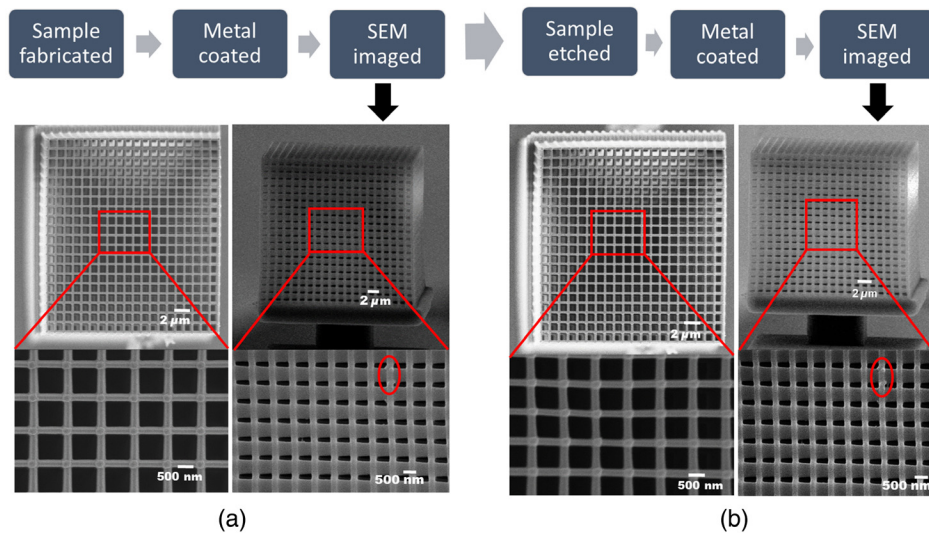 Sample
fabricated
Metal
coated
SEM
imaged
Sample
etched
Metal
coated
SEM
imaged
2 µm
2 µm
2 µm
2 µm
500 nm
500 nm
500 nm
500 nm
(a)
(b)